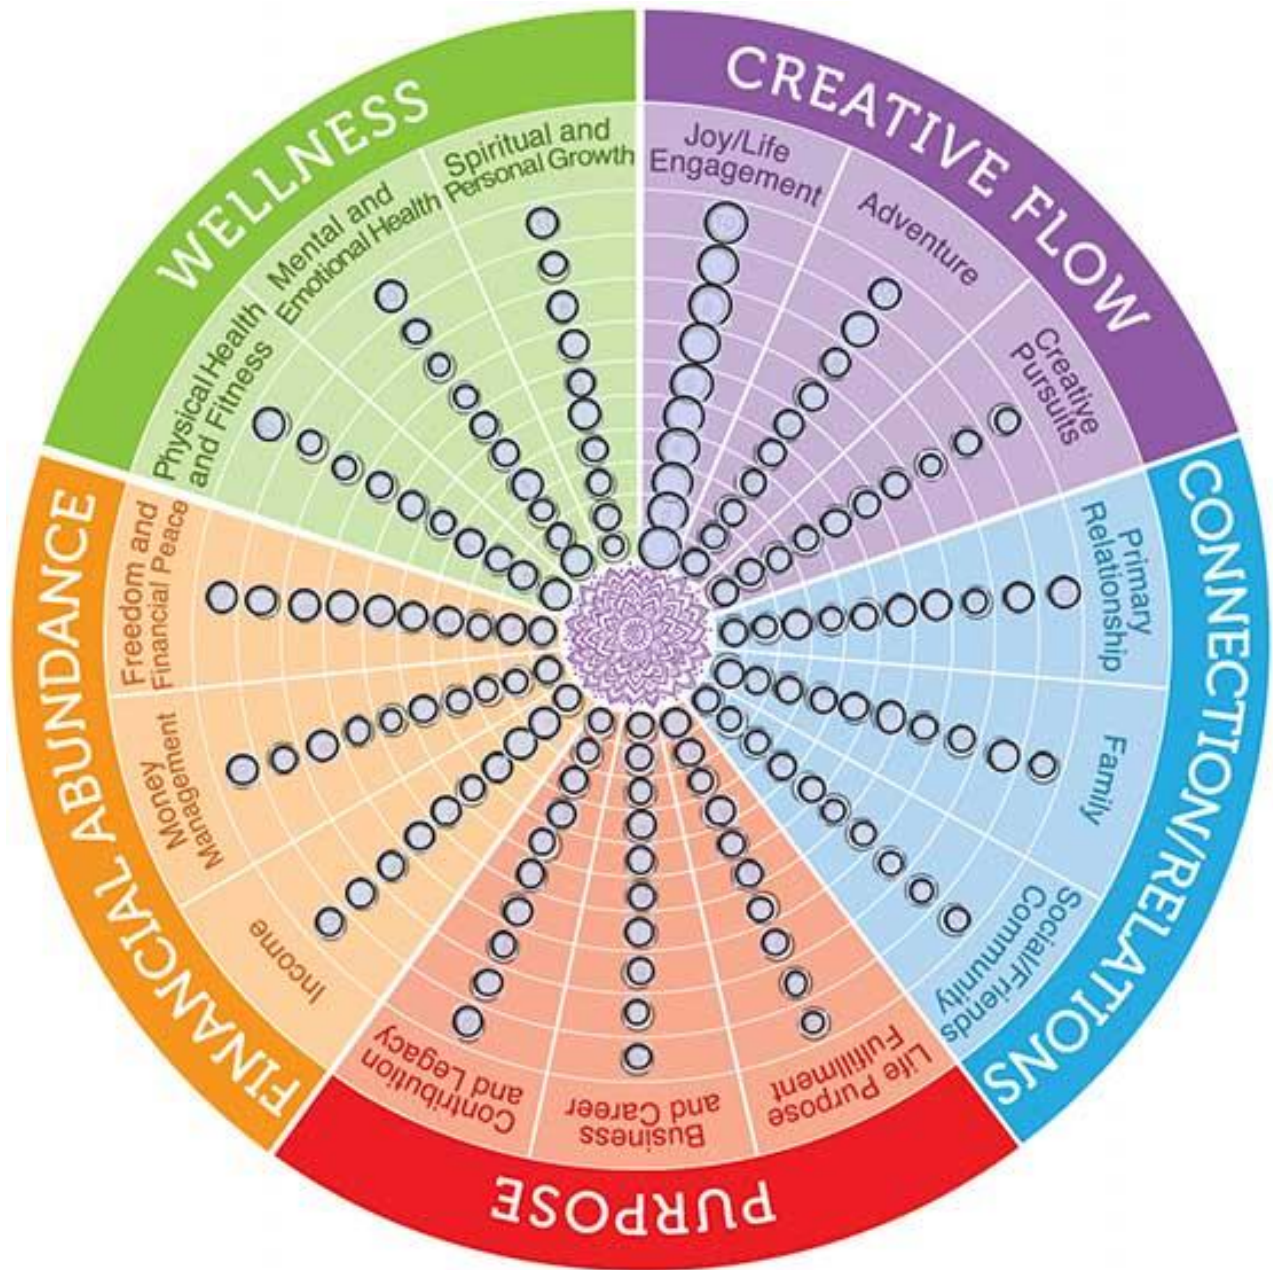 CREATIVE FLOW
Joy/Life
Engagement
Adventure
Creative
Pursuits
CONNECTION/RELATIONS
Primary
Relationship
Family
Social/Friends
Community
PURPOSE
Life Purpose
Fulfillment
Business
and Career
Contribution
and Legacy
FINANCIAL ABUNDANCE
Income
Money
Management
Freedom and
Financial Peace
WELLNESS
Physical Health
and Fitness
Mental and
Emotional Health
Spiritual and
Personal Growth